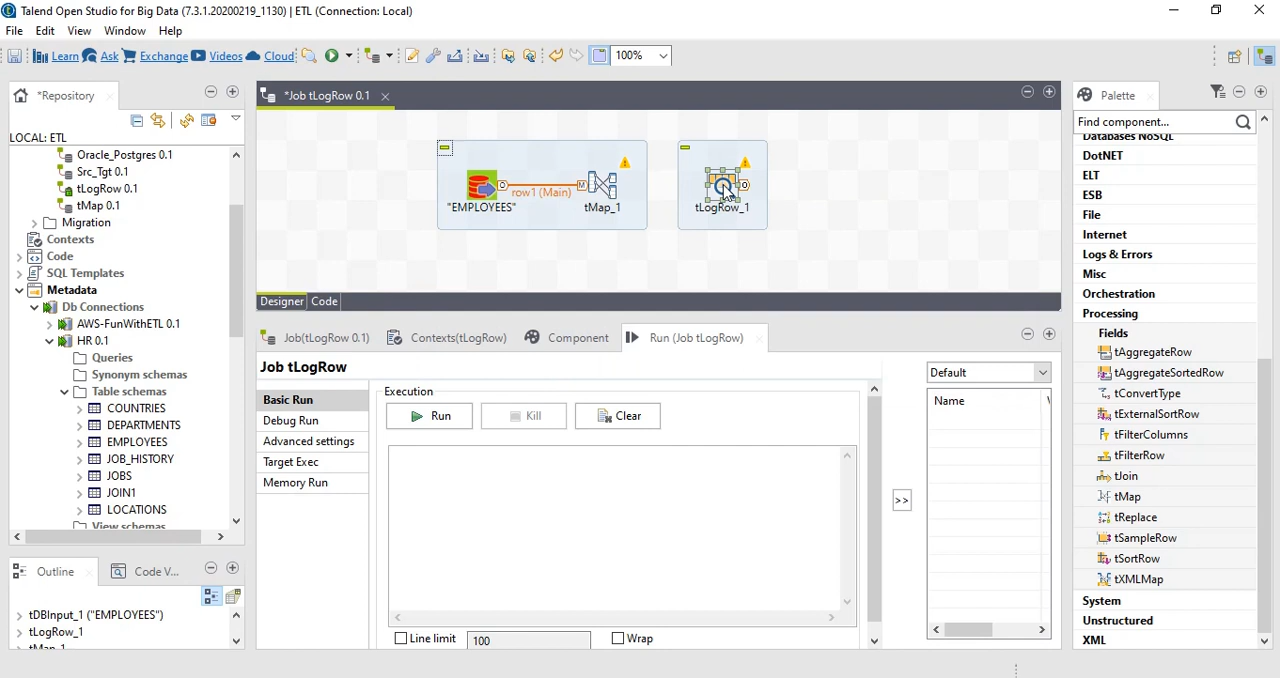 Talend Open Studio for Big Data (7.3.1.20200219_1130) | ETL (Connection: Local)
File Edit View Window Help
Learn Ask Exchange Videos Cloud 100%
*Repository
LOCAL: ETL
Oracle_Postgres 0.1
Src_Tgt 0.1
tLogRow 0.1
tMap 0.1
Migration
Contexts
Code
SQL Templates
Metadata
Db Connections
AWS-FunWithETL 0.1
HR 0.1
Queries
Synonym schemas
Table schemas
COUNTRIES
DEPARTMENTS
EMPLOYEES
JOB_HISTORY
JOBS
JOIN1
LOCATIONS
View schemas
Outline Code V...
tDBInput_1 ("EMPLOYEES")
tLogRow_1
tMap_1
*Job tLogRow 0.1
O row1 (Main) M
"EMPLOYEES" tMap_1
O
tLogRow_1
Designer Code
Job(tLogRow 0.1) Contexts(tLogRow) Component Run (Job tLogRow)
Job tLogRow
Basic Run
Debug Run
Advanced settings
Target Exec
Memory Run
Execution
Run Kill Clear
Line limit 100 Wrap
>>
Default
Name V
Palette
Find component...
Databases NoSQL
DotNET
ELT
ESB
File
Internet
Logs & Errors
Misc
Orchestration
Processing
Fields
tAggregateRow
tAggregateSortedRow
tConvertType
tExternalSortRow
tFilterColumns
tFilterRow
tJoin
tMap
tReplace
tSampleRow
tSortRow
tXMLMap
System
Unstructured
XML